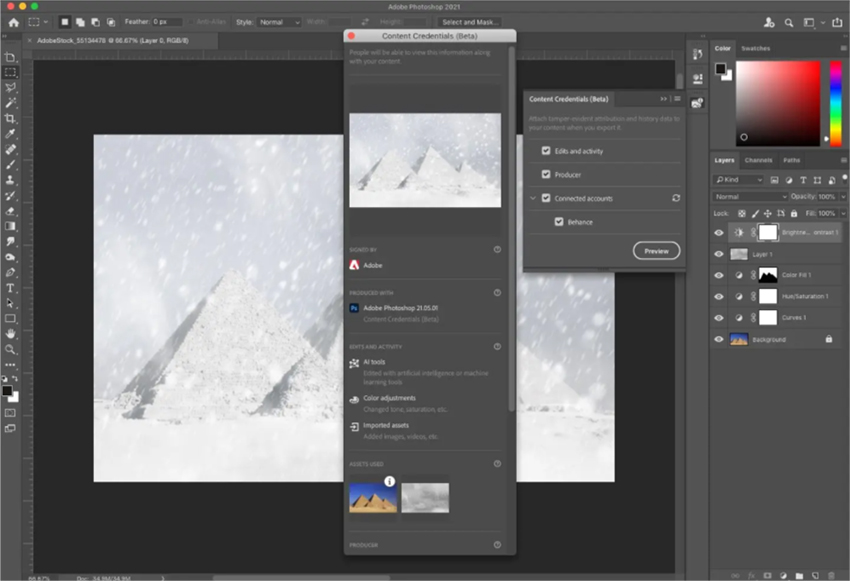 Adobe Photoshop 2021
Feather: 0 px
Anti-Alias
Style: Normal
Width:
Height:
Select and Mask...
AdobeStock_55134478 @ 66.67% (Layer 0, RGB/8)
Content Credentials (Beta)
People will be able to view this information along
with your content.
SIGNED BY
Adobe
PRODUCED WITH
Adobe Photoshop 21.05.01
Content Credentials (Beta)
EDITS AND ACTIVITY
AI tools
Edited with artificial intelligence or machine
learning tools
Color adjustments
Changed tone, saturation, etc.
Imported assets
Added images, videos, etc.
ASSETS USED
PRODUCER
Content Credentials (Beta)
Attach tamper-evident attribution and history data to
your content when you export it.
Edits and activity
Producer
Connected accounts
Behance
Preview
Color
Swatches
Layers
Channels
Paths
Kind
Normal
Opacity: 100%
Lock:
Fill: 100%
Brightne... ontrast 1
Layer 1
Color Fill 1
Hue/Saturation 1
Curves 1
Background
66.67%
Doc: 34.9M/34.9M